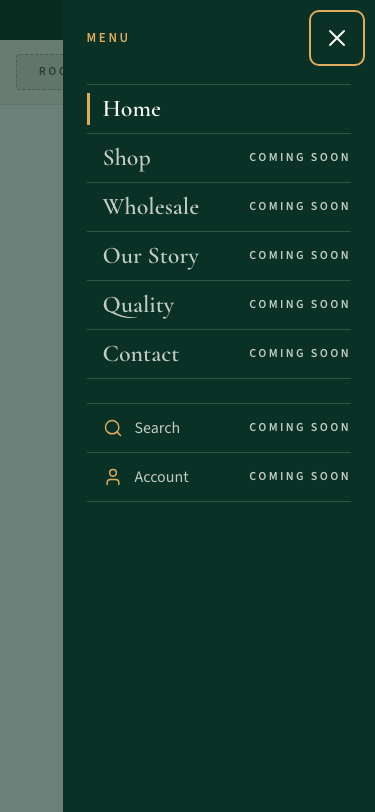 MENU
Home
Shop COMING SOON
Wholesale COMING SOON
Our Story COMING SOON
Quality COMING SOON
Contact COMING SOON
Search COMING SOON
Account COMING SOON